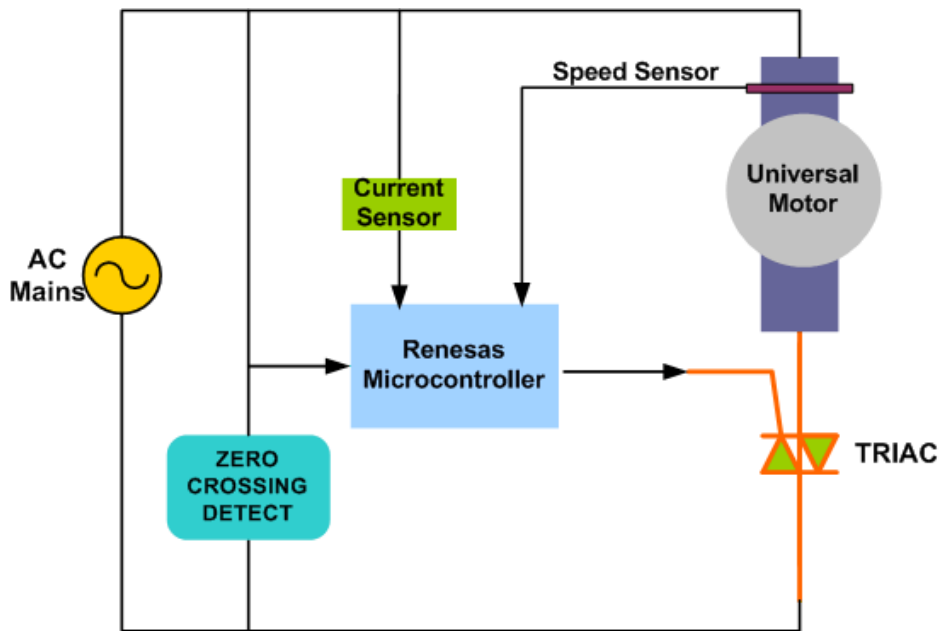 Speed Sensor
Current
Sensor
Universal
Motor
AC
Mains
Renesas
Microcontroller
ZERO
CROSSING
DETECT
TRIAC